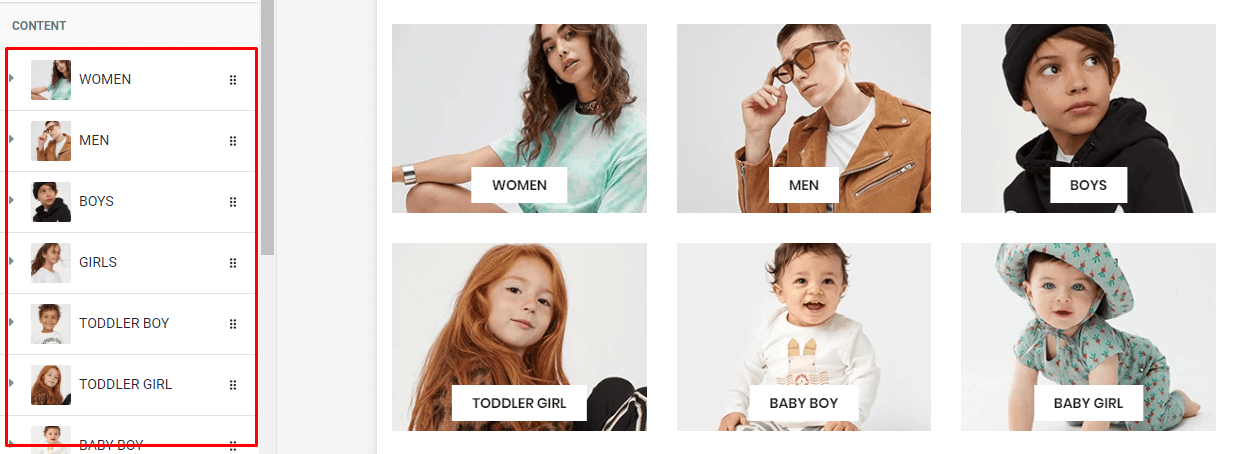 CONTENT
WOMEN
MEN
BOYS
GIRLS
TODDLER BOY
TODDLER GIRL
BABY BOY
WOMEN
MEN
BOYS
TODDLER GIRL
BABY BOY
BABY GIRL